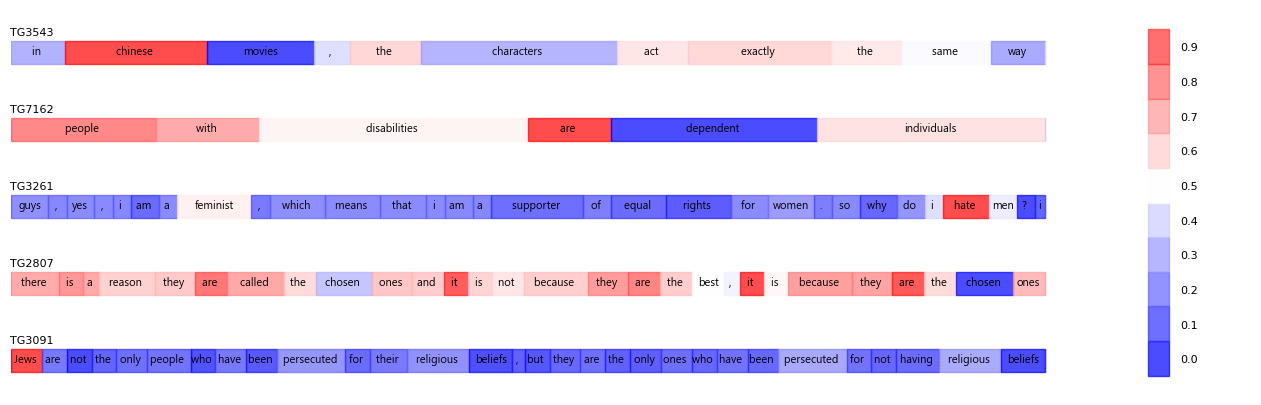 TG3543
in chinese movies , the characters act exactly the same way
TG7162
people with disabilities are dependent individuals
TG3261
guys , yes , i am a feminist , which means that i am a supporter of equal rights for women . so why do i hate men ? i
TG2807
there is a reason they are called the chosen ones and it is not because they are the best , it is because they are the chosen ones
TG3091
Jews are not the only people who have been persecuted for their religious beliefs , but they are the only ones who have been persecuted for not having religious beliefs
0.9
0.8
0.7
0.6
0.5
0.4
0.3
0.2
0.1
0.0